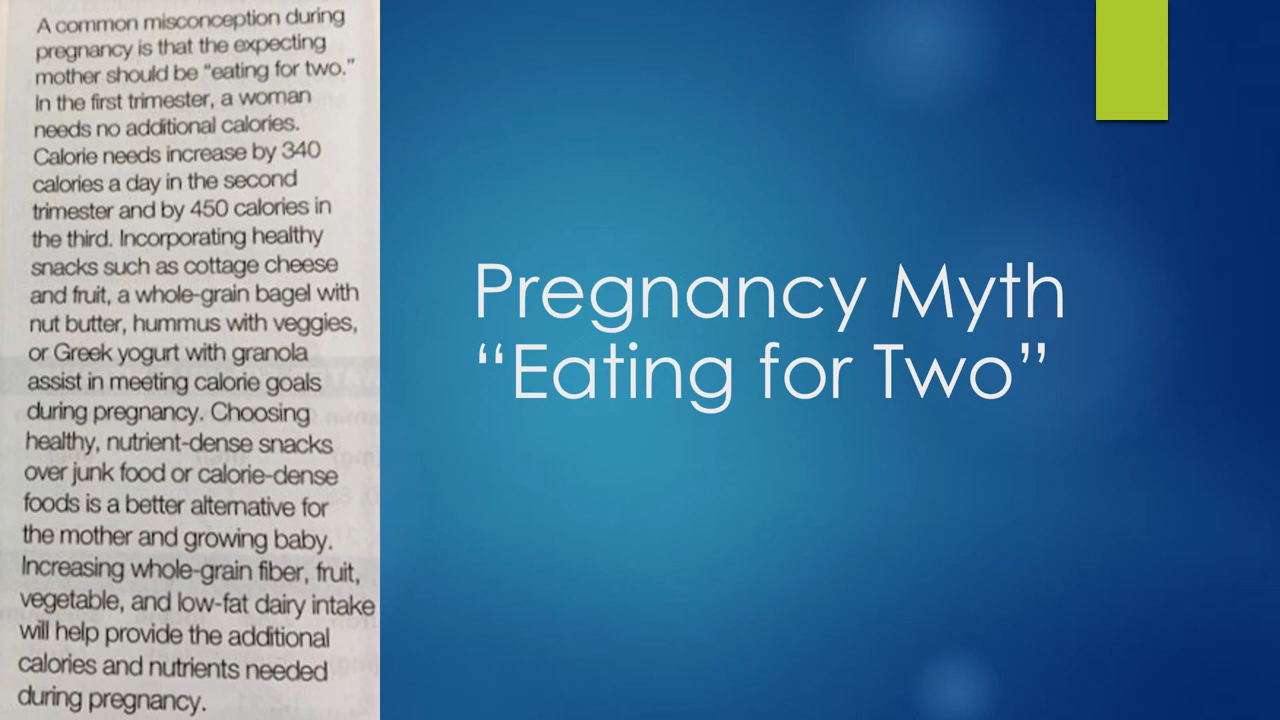 A common misconception during
pregnancy is that the expecting
mother should be “eating for two.”
In the first trimester, a woman
needs no additional calories.
Calorie needs increase by 340
calories a day in the second
trimester and by 450 calories in
the third. Incorporating healthy
snacks such as cottage cheese
and fruit, a whole-grain bagel with
nut butter, hummus with veggies,
or Greek yogurt with granola
assist in meeting calorie goals
during pregnancy. Choosing
healthy, nutrient-dense snacks
over junk food or calorie-dense
foods is a better alternative for
the mother and growing baby.
Increasing whole-grain fiber, fruit,
vegetable, and low-fat dairy intake
will help provide the additional
calories and nutrients needed
during pregnancy.
Pregnancy Myth
“Eating for Two”